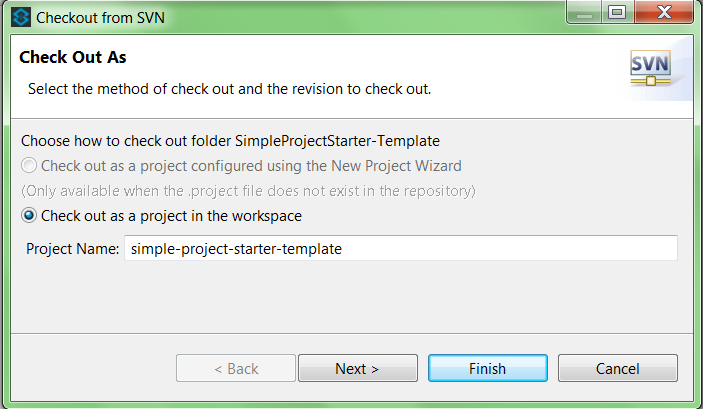 Checkout from SVN
Check Out As
Select the method of check out and the revision to check out.
SVN
Choose how to check out folder SimpleProjectStarter-Template
Check out as a project configured using the New Project Wizard
(Only available when the .project file does not exist in the repository)
Check out as a project in the workspace
Project Name: simple-project-starter-template
< Back Next > Finish Cancel